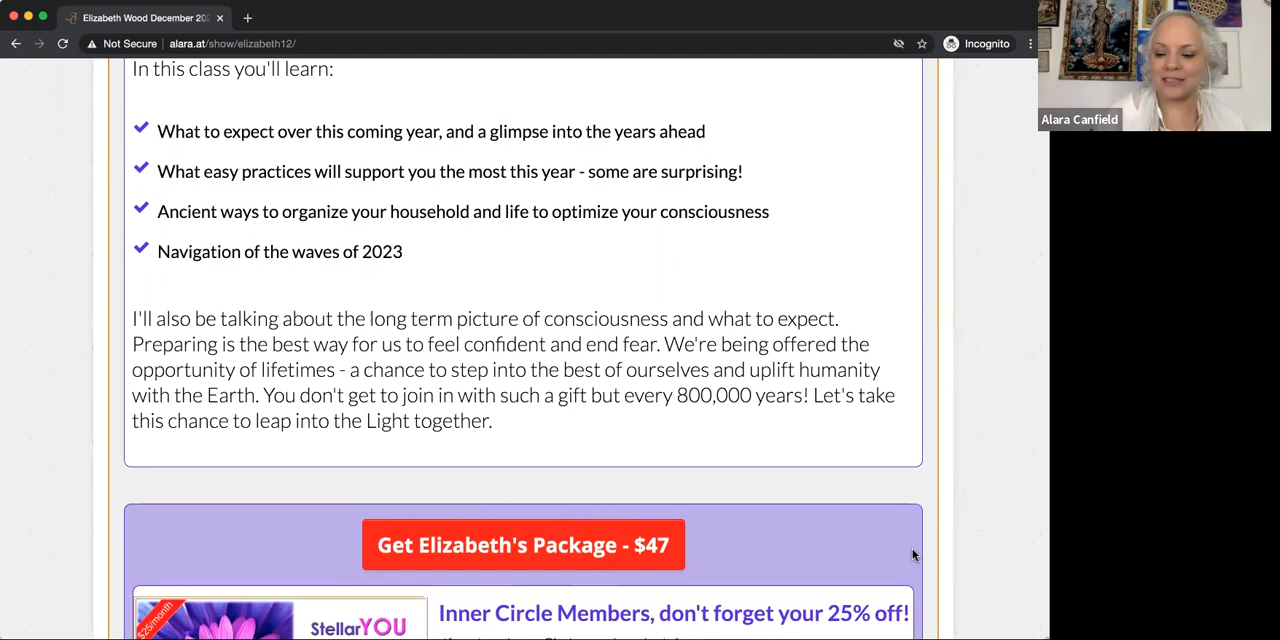 Elizabeth Wood December 202
Not Secure
alara.at/show/elizabeth12/
Incognito
Alara Canfield
In this class you'll learn:
What to expect over this coming year, and a glimpse into the years ahead
What easy practices will support you the most this year - some are surprising!
Ancient ways to organize your household and life to optimize your consciousness
Navigation of the waves of 2023
I'll also be talking about the long term picture of consciousness and what to expect.
Preparing is the best way for us to feel confident and end fear. We're being offered the
opportunity of lifetimes - a chance to step into the best of ourselves and uplift humanity
with the Earth. You don't get to join in with such a gift but every 800,000 years! Let's take
this chance to leap into the Light together.
Get Elizabeth's Package - $47
$25/month
StellarYOU
Inner Circle Members, don't forget your 25% off!